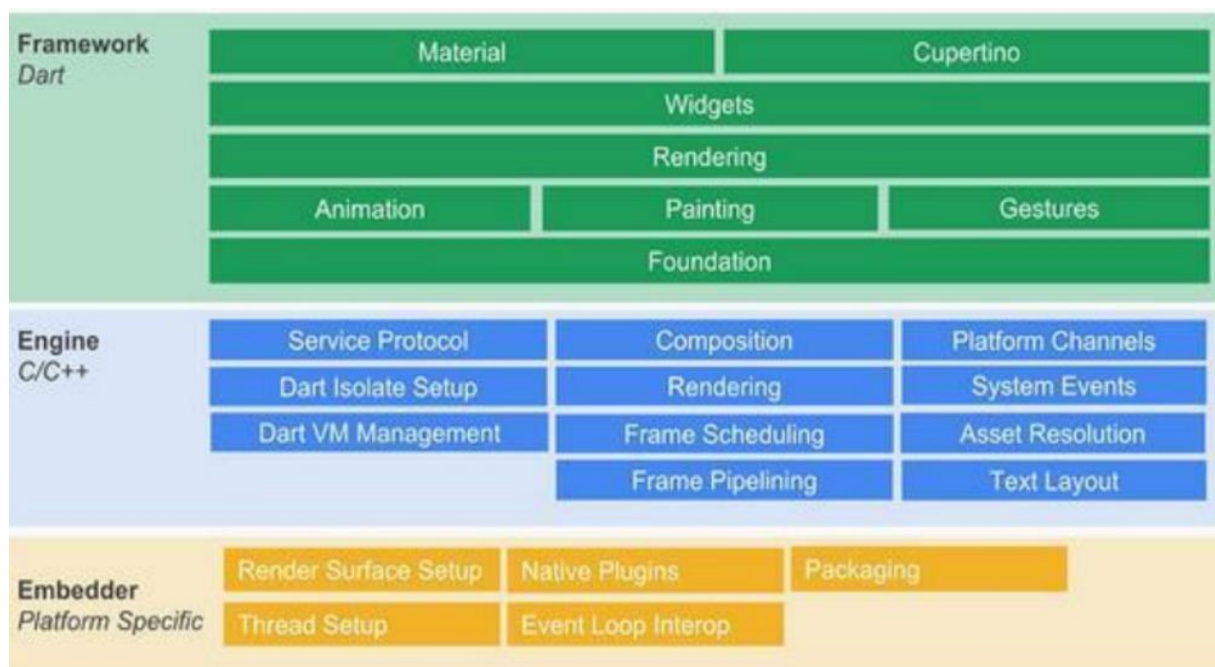 Framework
Dart
Material
Cupertino
Widgets
Rendering
Animation
Painting
Gestures
Foundation
Engine
C/C++
Service Protocol
Composition
Platform Channels
Dart Isolate Setup
Rendering
System Events
Dart VM Management
Frame Scheduling
Asset Resolution
Frame Pipelining
Text Layout
Embedder
Platform Specific
Render Surface Setup
Native Plugins
Packaging
Thread Setup
Event Loop Interop